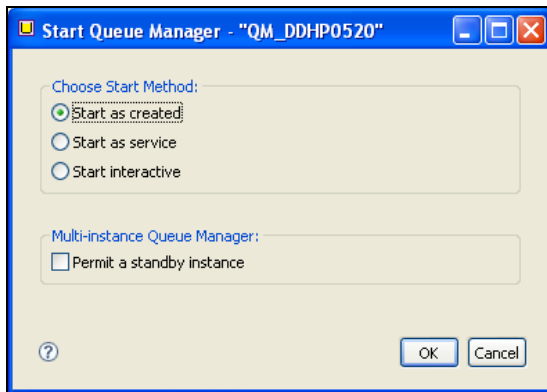 Start Queue Manager - "QM_DDHP0520"
Choose Start Method:
Start as created
Start as service
Start interactive
Multi-instance Queue Manager:
Permit a standby instance
?
OK
Cancel